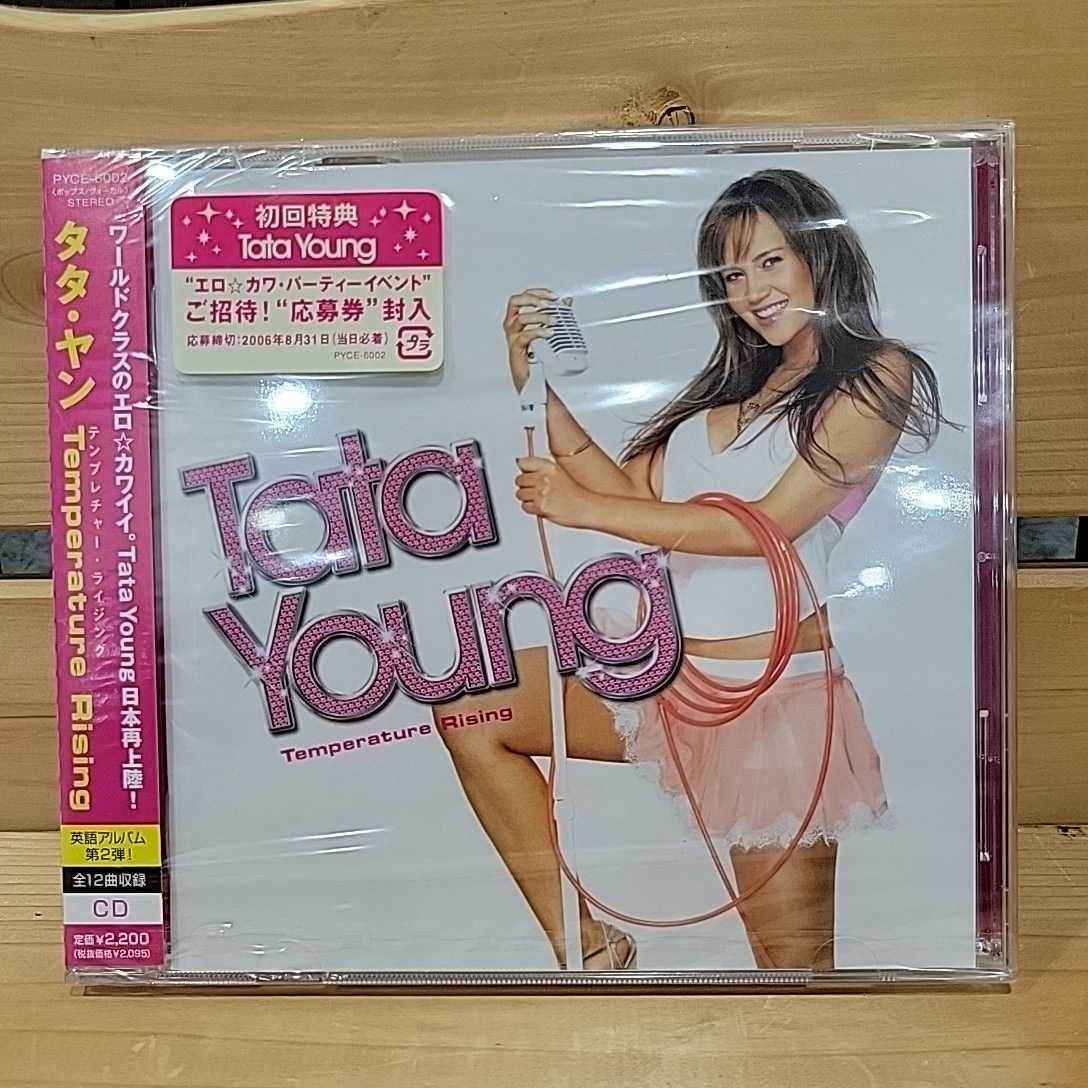 PYCE-6002
(ポップス/ヴォーカル)
STEREO
ワールドクラスのエロ☆カワイイ。Tata Young 日本再上陸!
タタ・ヤン
テンプレチャー・ライジング
Temperature Rising
英語アルバム
第2弾!
全12曲収録
CD
定価¥2,200
(税抜価格¥2,095)
初回特典
Tata Young
“エロ☆カワ・パーティーイベント”
ご招待!“応募券”封入
応募締切:2006年8月31日(当日必着)
PYCE-6002
プラ
Tata
Young
Temperature Rising